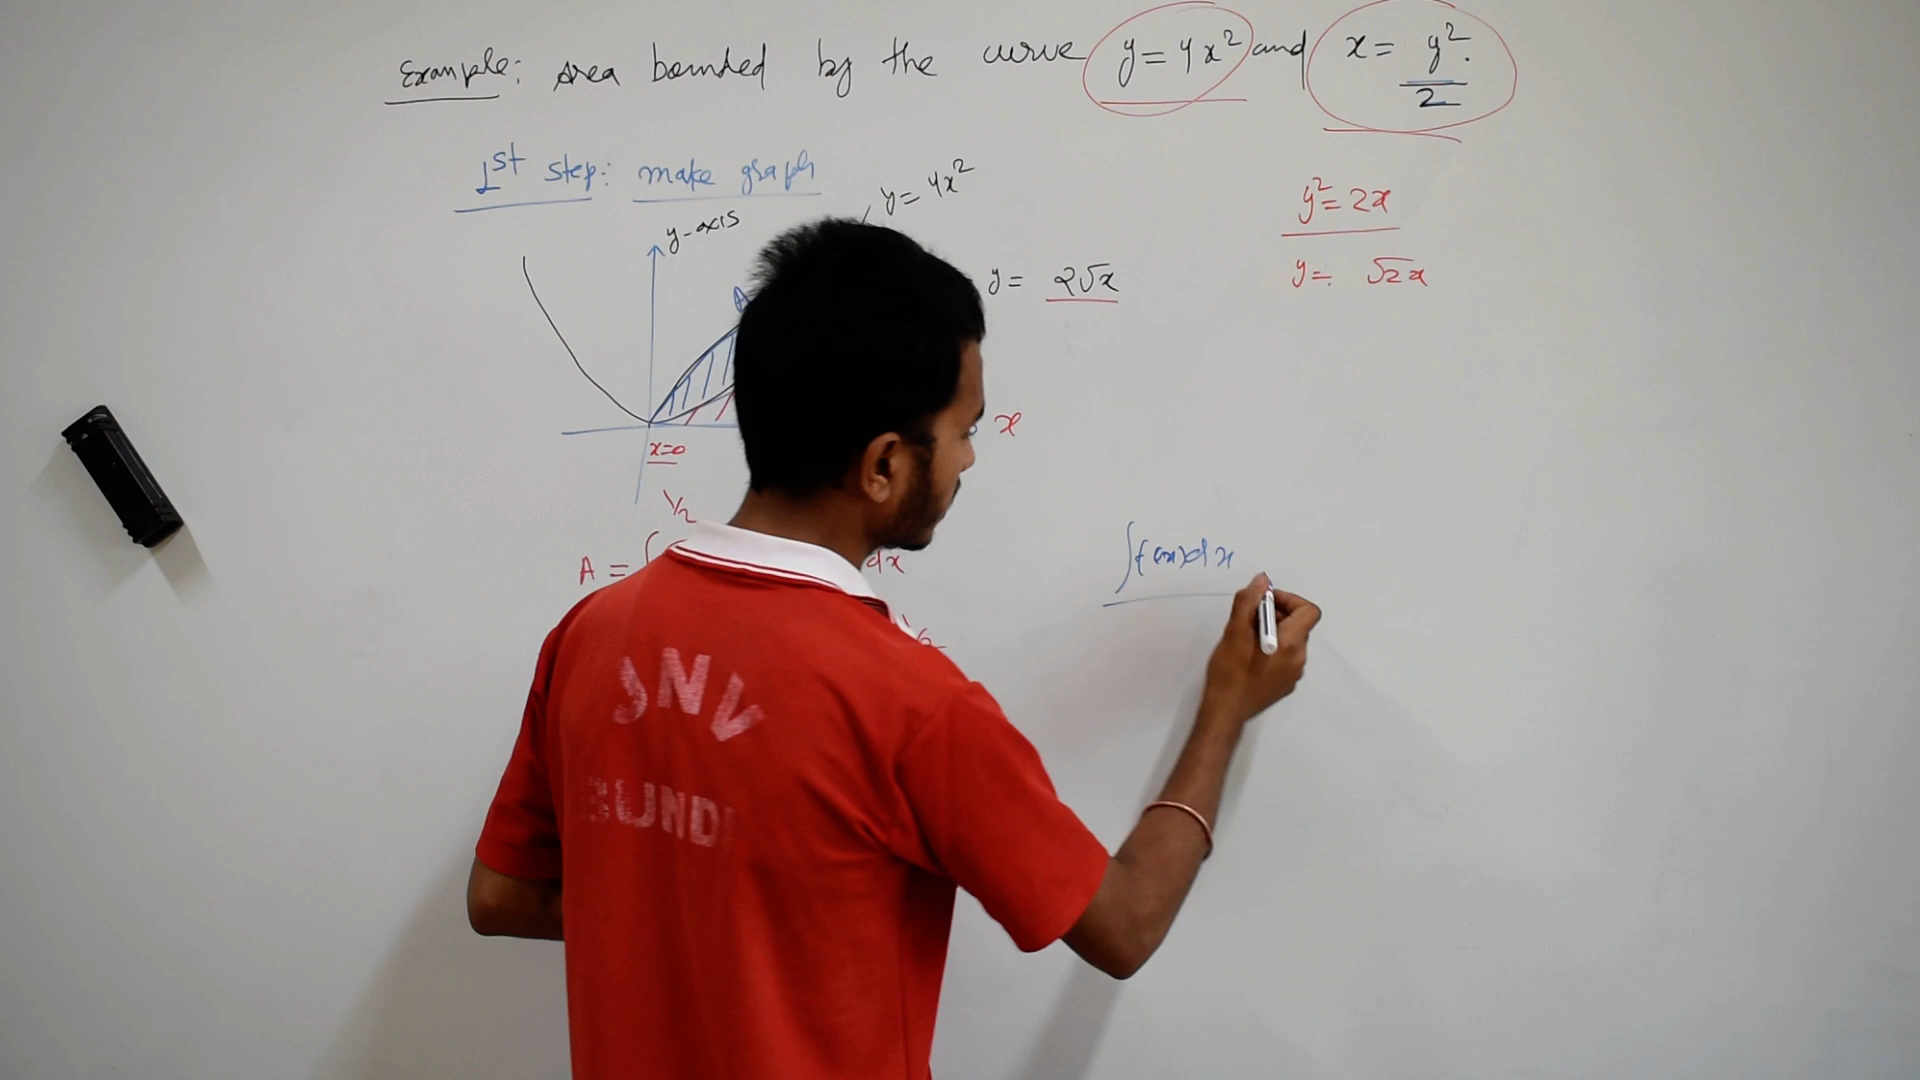 Example: Area bounded by the curve y = 4x² and x = y²/2.
1st step: make graph
y = 4x²
y² = 2x
y-axis
y = 2√x
y = √2x
A
x
x=0
1/2
A = ∫ dx
∫f(x)dx
JNV
BUNDI